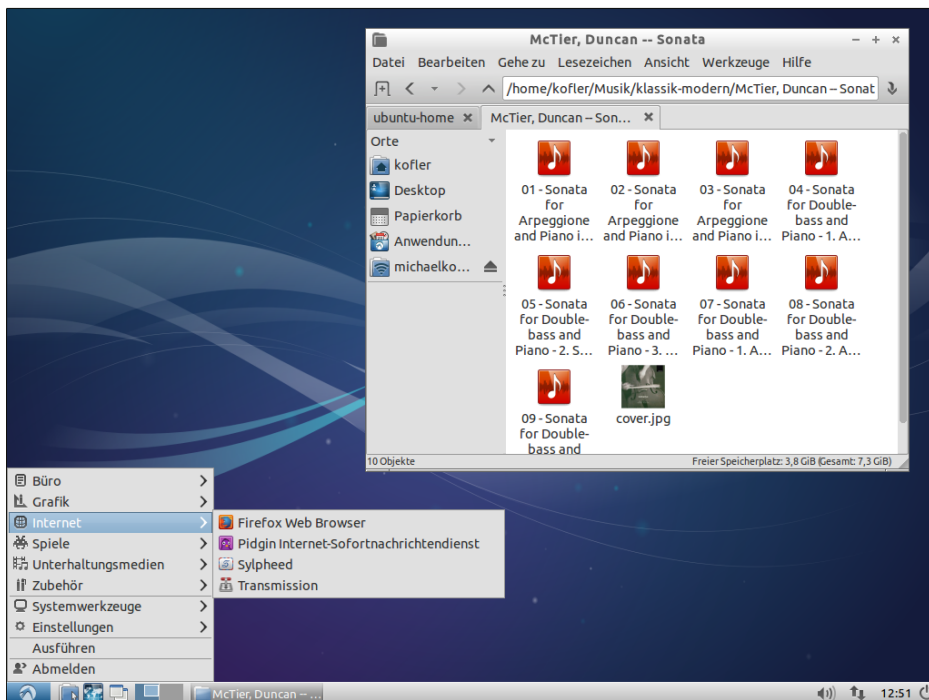 McTier, Duncan -- Sonata
Datei Bearbeiten Gehe zu Lesezeichen Ansicht Werkzeuge Hilfe
/home/kofler/Musik/klassik-modern/McTier, Duncan -- Sonat
ubuntu-home
McTier, Duncan -- Son...
Orte
kofler
Desktop
Papierkorb
Anwendun...
michaelko...
01 - Sonata
for
Arpeggione
and Piano i...
02 - Sonata
for
Arpeggione
and Piano i...
03 - Sonata
for
Arpeggione
and Piano i...
04 - Sonata
for Double-
bass and
Piano - 1. A...
05 - Sonata
for Double-
bass and
Piano - 2. S...
06 - Sonata
for Double-
bass and
Piano - 3. ...
07 - Sonata
for Double-
bass and
Piano - 1. A...
08 - Sonata
for Double-
bass and
Piano - 2. A...
09 - Sonata
for Double-
bass and
cover.jpg
10 Objekte
Freier Speicherplatz: 3,8 GiB (Gesamt: 7,3 GiB)
Büro
Grafik
Internet
Spiele
Unterhaltungsmedien
Zubehör
Systemwerkzeuge
Einstellungen
Ausführen
Abmelden
Firefox Web Browser
Pidgin Internet-Sofortnachrichtendienst
Sylpheed
Transmission
McTier, Duncan -- ...
12:51